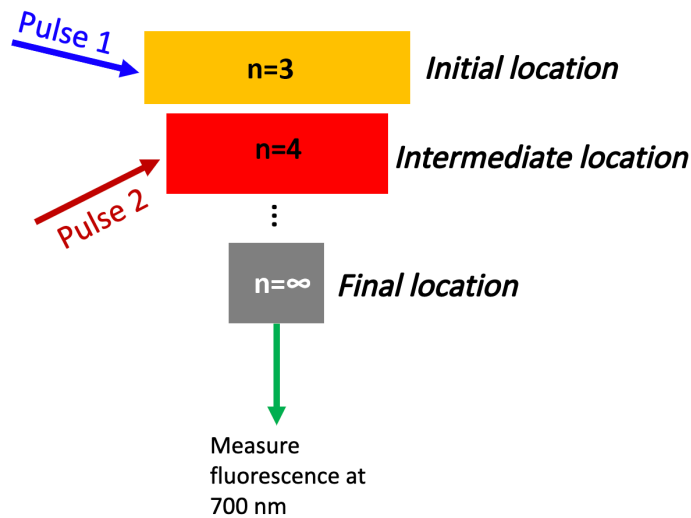 Pulse 1
n=3
Initial location
n=4
Intermediate location
Pulse 2
⋮
n=∞
Final location
Measure
fluorescence at
700 nm